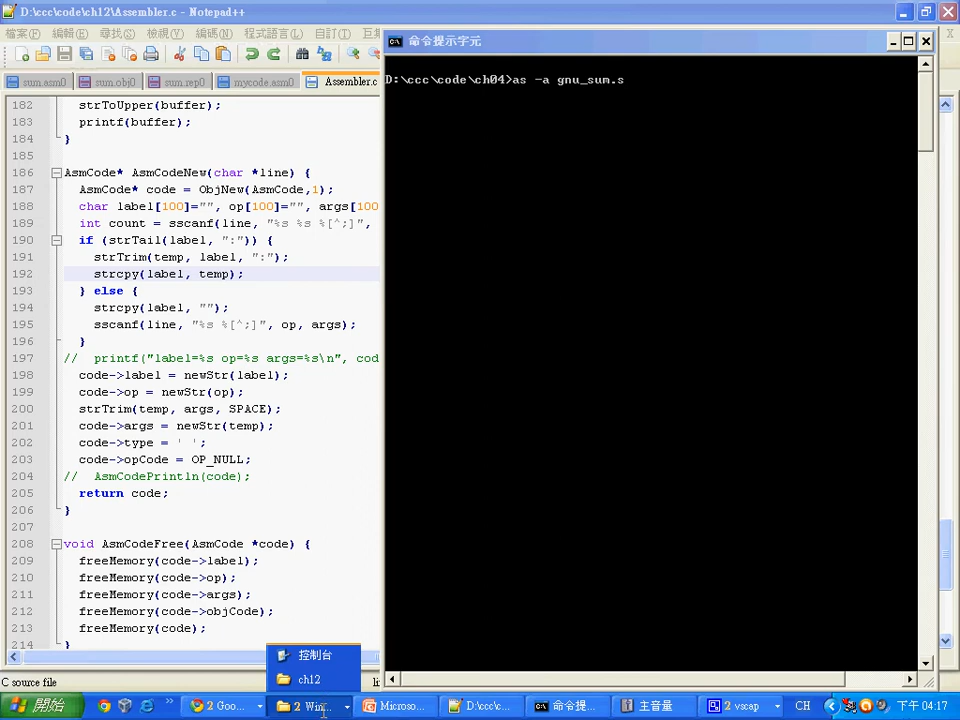 D:\ccc\code\ch12\Assembler.c - Notepad++
檔案(F) 編輯(E) 尋找(S) 檢視(V) 編碼(N) 程式語言(L) 自訂(T) 巨
sum.asm0 sum.obj0 sum.rep0 mycode.asm0 Assembler.c
182 strToUpper(buffer);
183 printf(buffer);
184 }
185
186 AsmCode* AsmCodeNew(char *line) {
187 AsmCode* code = ObjNew(AsmCode,1);
188 char label[100]="", op[100]="", args[100
189 int count = sscanf(line, "%s %s %[^;]",
190 if (strTail(label, ":")) {
191 strTrim(temp, label, ":");
192 strcpy(label, temp);
193 } else {
194 strcpy(label, "");
195 sscanf(line, "%s %[^;]", op, args);
196 }
197 // printf("label=%s op=%s args=%s\n", cod
198 code->label = newStr(label);
199 code->op = newStr(op);
200 strTrim(temp, args, SPACE);
201 code->args = newStr(temp);
202 code->type = ' ';
203 code->opCode = OP_NULL;
204 // AsmCodePrintln(code);
205 return code;
206 }
207
208 void AsmCodeFree(AsmCode *code) {
209 freeMemory(code->label);
210 freeMemory(code->op);
211 freeMemory(code->args);
212 freeMemory(code->objCode);
213 freeMemory(code);
214 }
C source file
命令提示字元
D:\ccc\code\ch04>as -a gnu_sum.s
控制台
ch12
開始 2 Goo... 2 Win... Microso... D:\ccc\c... 命令提示... 主音量 2 vscap CH 下午 04:17